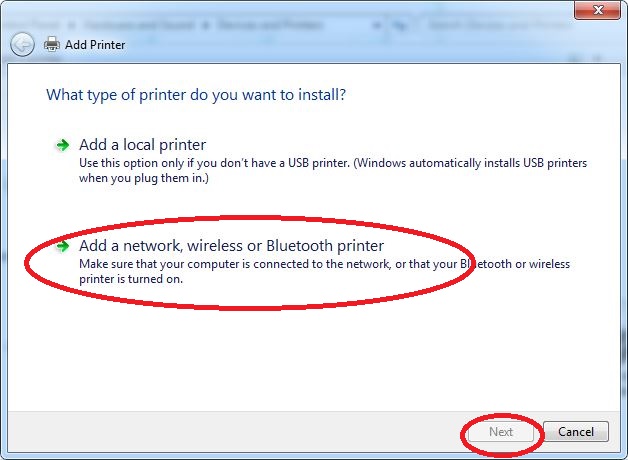 Add Printer
What type of printer do you want to install?
Add a local printer
Use this option only if you don't have a USB printer. (Windows automatically installs USB printers
when you plug them in.)
Add a network, wireless or Bluetooth printer
Make sure that your computer is connected to the network, or that your Bluetooth or wireless
printer is turned on.
Next
Cancel